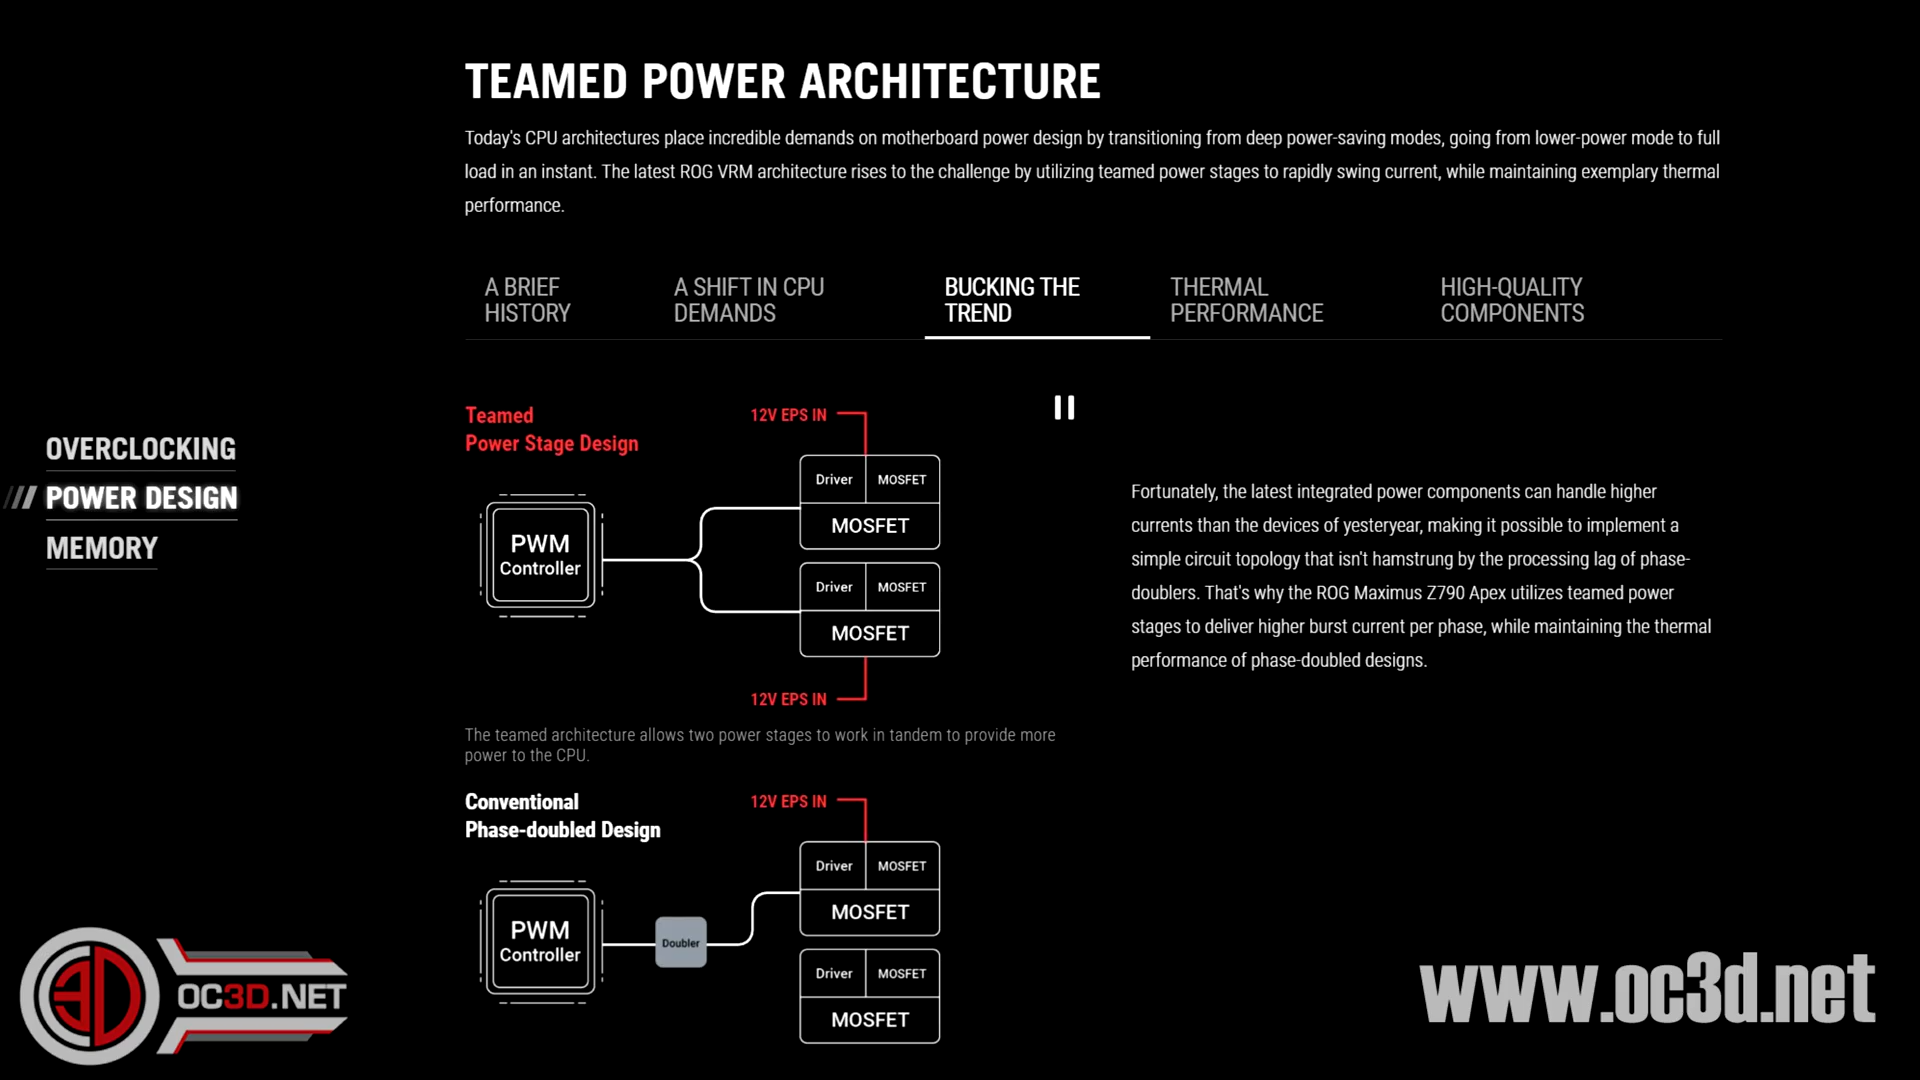 TEAMED POWER ARCHITECTURE
Today's CPU architectures place incredible demands on motherboard power design by transitioning from deep power-saving modes, going from lower-power mode to full
load in an instant. The latest ROG VRM architecture rises to the challenge by utilizing teamed power stages to rapidly swing current, while maintaining exemplary thermal
performance.
A BRIEF
HISTORY
A SHIFT IN CPU
DEMANDS
BUCKING THE
TREND
THERMAL
PERFORMANCE
HIGH-QUALITY
COMPONENTS
OVERCLOCKING
POWER DESIGN
MEMORY
Teamed
Power Stage Design
12V EPS IN
PWM
Controller
Driver
MOSFET
MOSFET
Driver
MOSFET
MOSFET
12V EPS IN
The teamed architecture allows two power stages to work in tandem to provide more
power to the CPU.
Conventional
Phase-doubled Design
12V EPS IN
PWM
Controller
Doubler
Driver
MOSFET
MOSFET
Driver
MOSFET
MOSFET
Fortunately, the latest integrated power components can handle higher
currents than the devices of yesteryear, making it possible to implement a
simple circuit topology that isn't hamstrung by the processing lag of phase-
doublers. That's why the ROG Maximus Z790 Apex utilizes teamed power
stages to deliver higher burst current per phase, while maintaining the thermal
performance of phase-doubled designs.
3D
OC3D.NET
www.oc3d.net